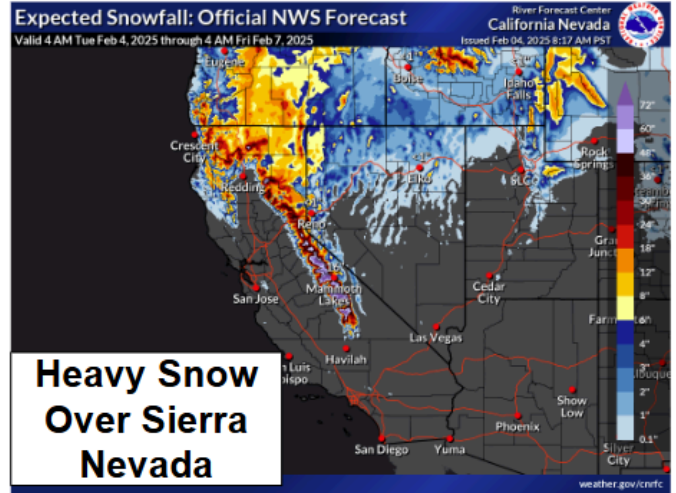 Expected Snowfall: Official NWS Forecast
Valid 4 AM Tue Feb 4, 2025 through 4 AM Fri Feb 7, 2025
River Forecast Center
California Nevada
Issued Feb 04, 2025 8:17 AM PST
Eugene
Boise
Idaho
Falls
Crescent
City
Redding
Elko
SLC
Rock
Springs
Reno
San Jose
Mammoth
Lakes
Cedar
City
Las Vegas
Havilah
San Diego
Yuma
Phoenix
Show
Low
Silver
City
72"
60"
48"
36"
30"
24"
18"
12"
8"
6"
4"
3"
2"
1"
0.1"
Heavy Snow
Over Sierra
Nevada
weather.gov/cnrfc